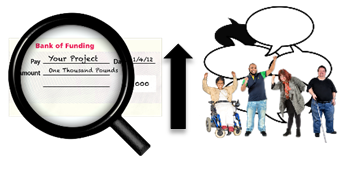 Bank of Funding
Pay Your Project Da 1/4/12
Amount One Thousand Pounds
000